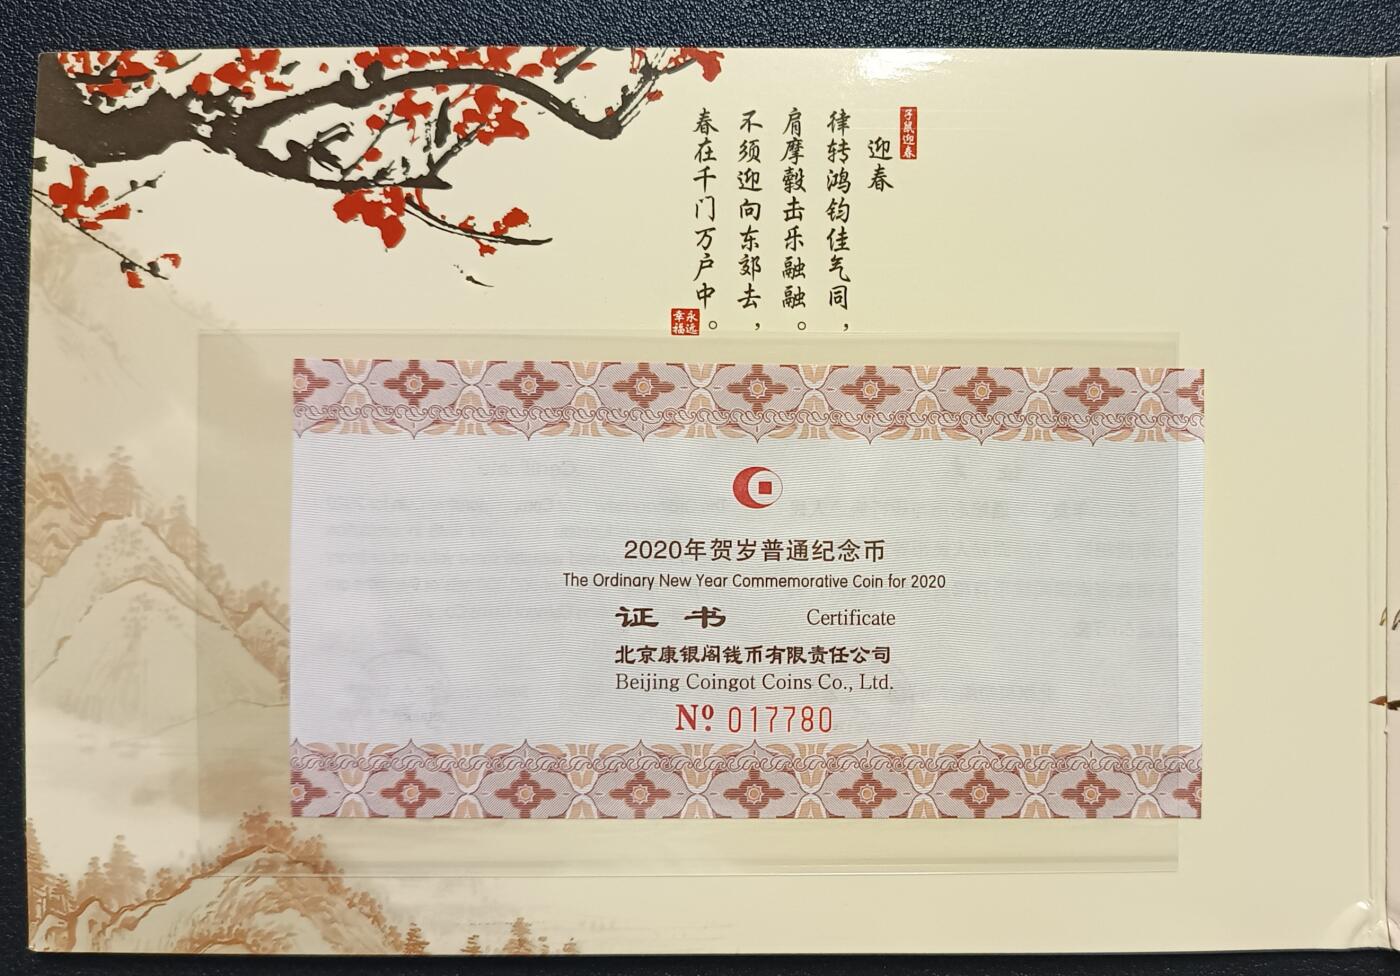 子鼠迎春
迎春
律转鸿钧佳气同，
肩摩毂击乐融融。
不须迎向东郊去，
春在千门万户中。
永远
幸福
2020年贺岁普通纪念币
The Ordinary New Year Commemorative Coin for 2020
证书 Certificate
北京康银阁钱币有限责任公司
Beijing Coingot Coins Co., Ltd.
Nº 017780